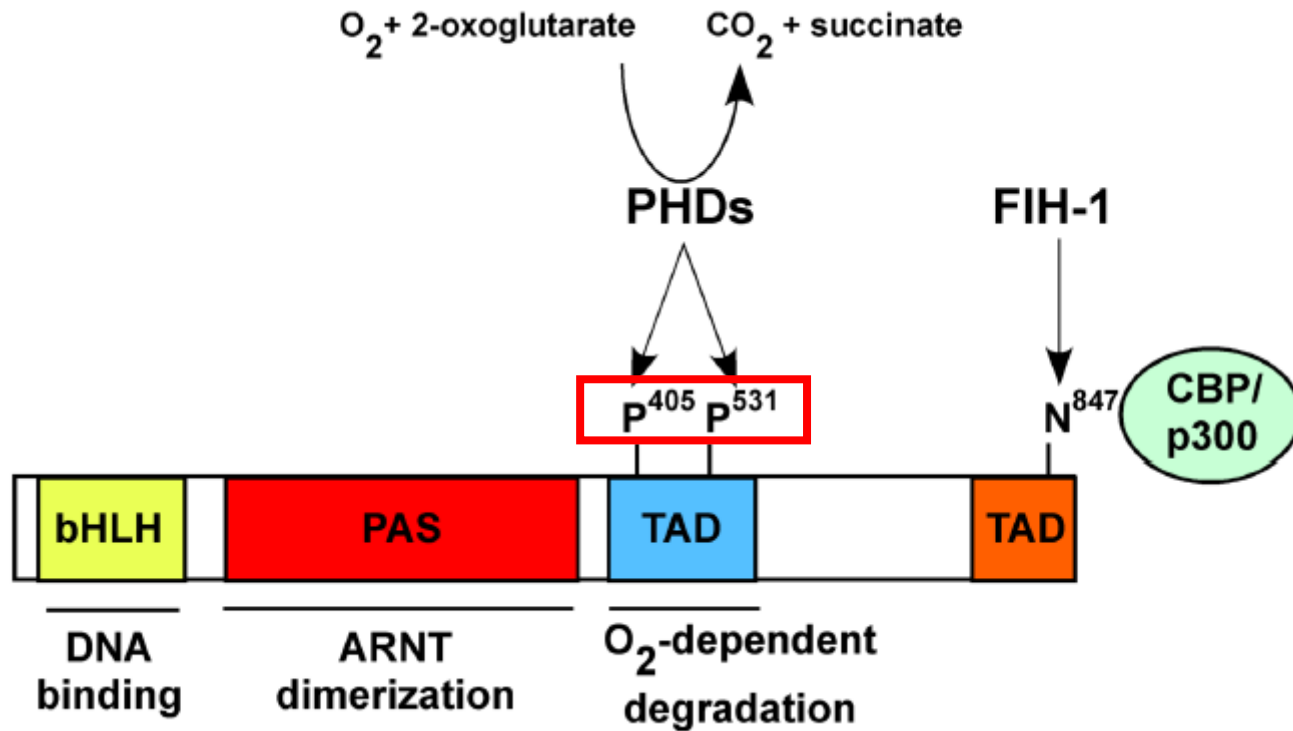 O2+ 2-oxoglutarate CO2 + succinate
PHDs FIH-1
P405 P531 N847
CBP/
p300
bHLH PAS TAD TAD
DNA
binding
ARNT
dimerization
O2-dependent
degradation